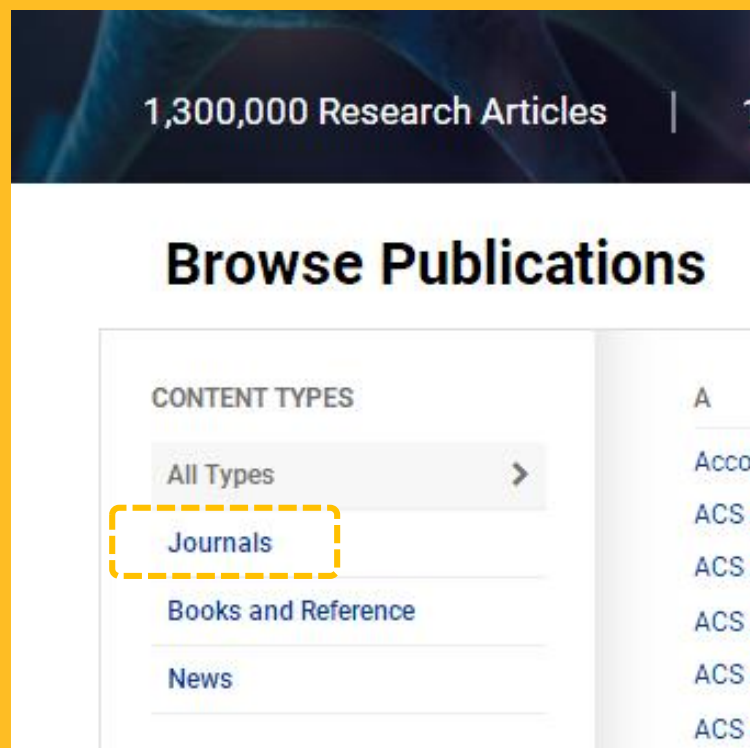 1,300,000 Research Articles |
Browse Publications
CONTENT TYPES
All Types
Journals
Books and Reference
News
A
ACS
ACS
ACS
ACS
ACS